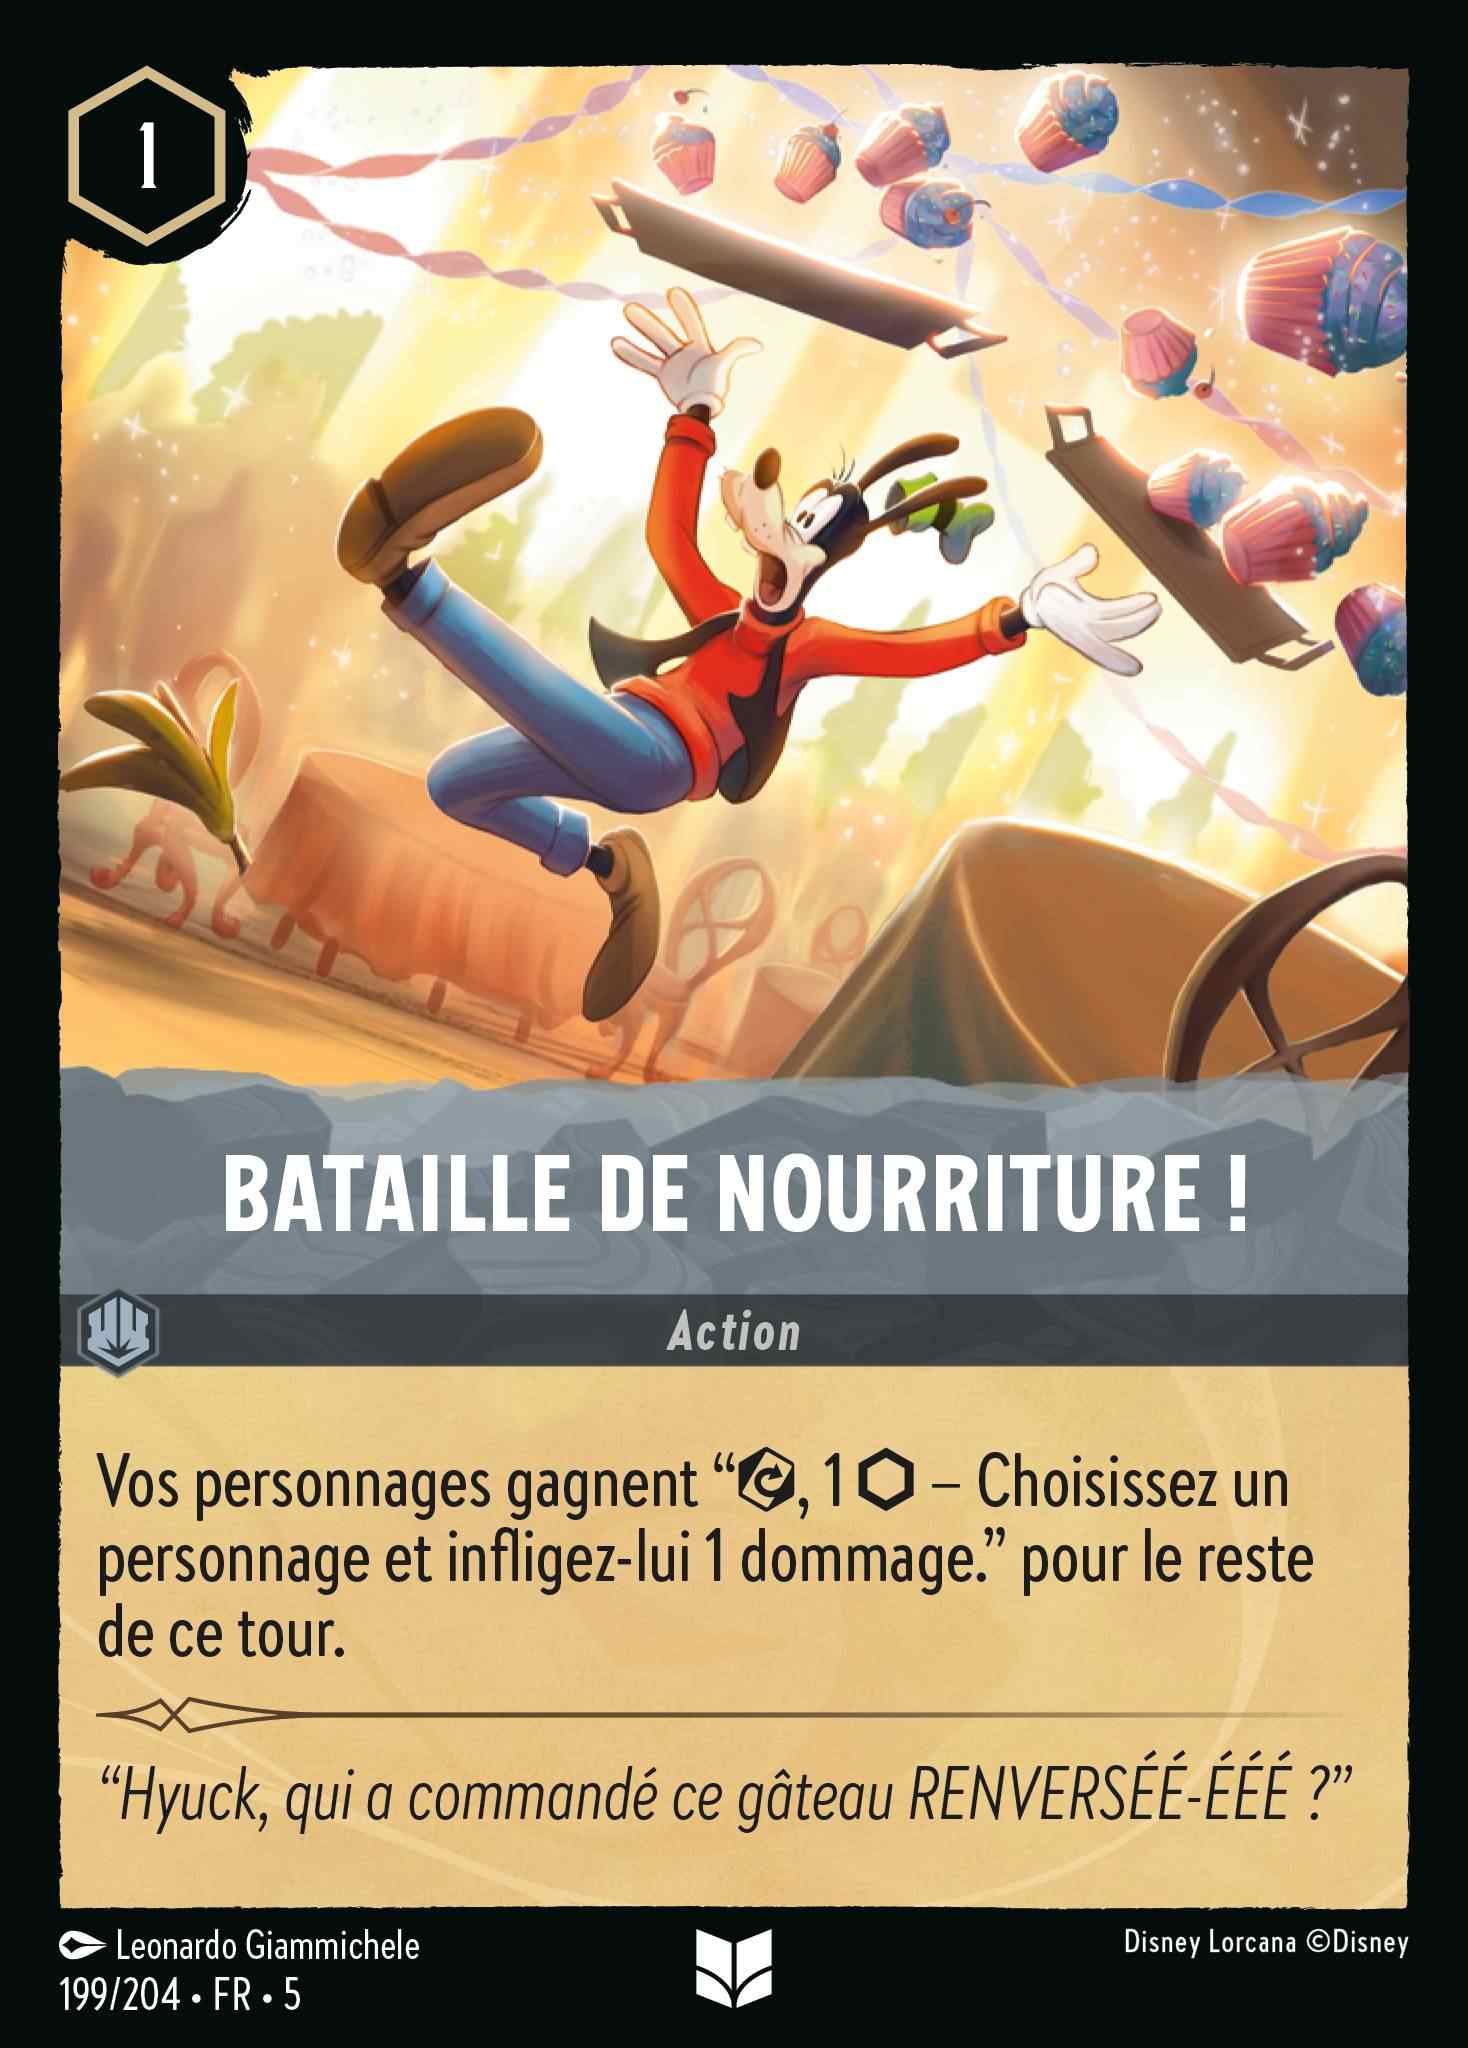 1
BATAILLE DE NOURRITURE !
Action
Vos personnages gagnent “⟳, 1 ⬡ – Choisissez un
personnage et infligez-lui 1 dommage.” pour le reste
de ce tour.
“Hyuck, qui a commandé ce gâteau RENVERSÉÉ-ÉÉÉ ?”
Leonardo Giammichele
Disney Lorcana ©Disney
199/204 • FR • 5